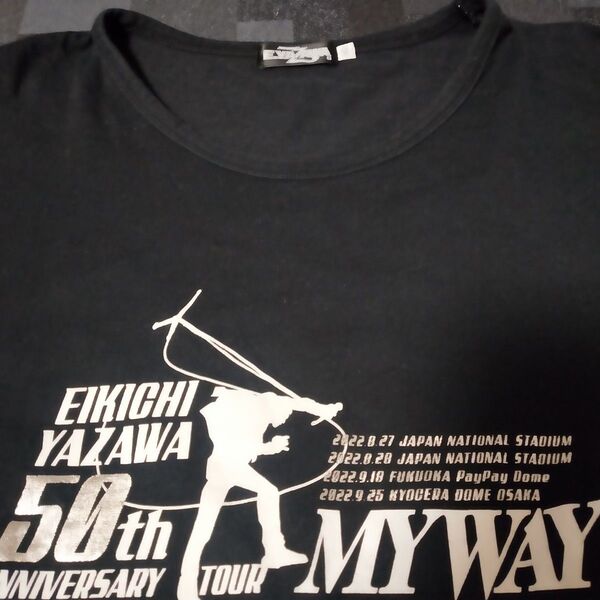 EIKICHI
YAZAWA
50th
NNIVERSARY TOUR
2022.8.27 JAPAN NATIONAL STADIUM
2022.8.28 JAPAN NATIONAL STADIUM
2022.9.18 FUKUOKA PayPay Dome
2022.9.25 KYOCERA DOME OSAKA
MY WAY